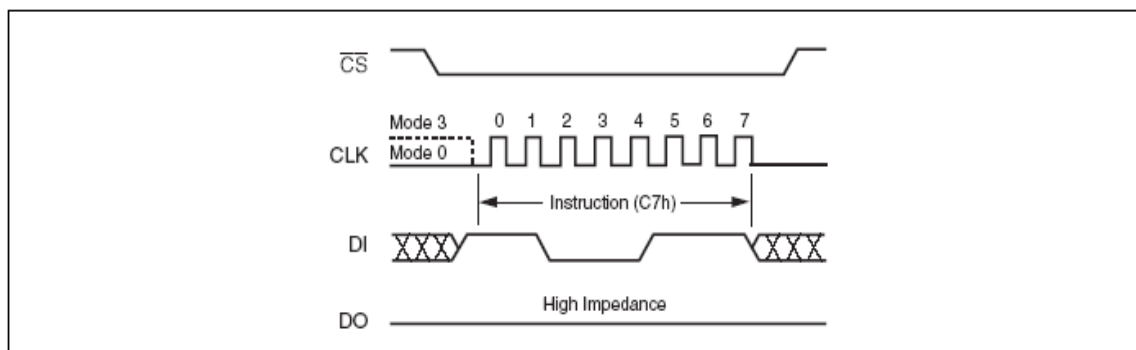 CS
Mode 3
0 1 2 3 4 5 6 7
CLK
Mode 0
Instruction (C7h)
DI
High Impedance
DO